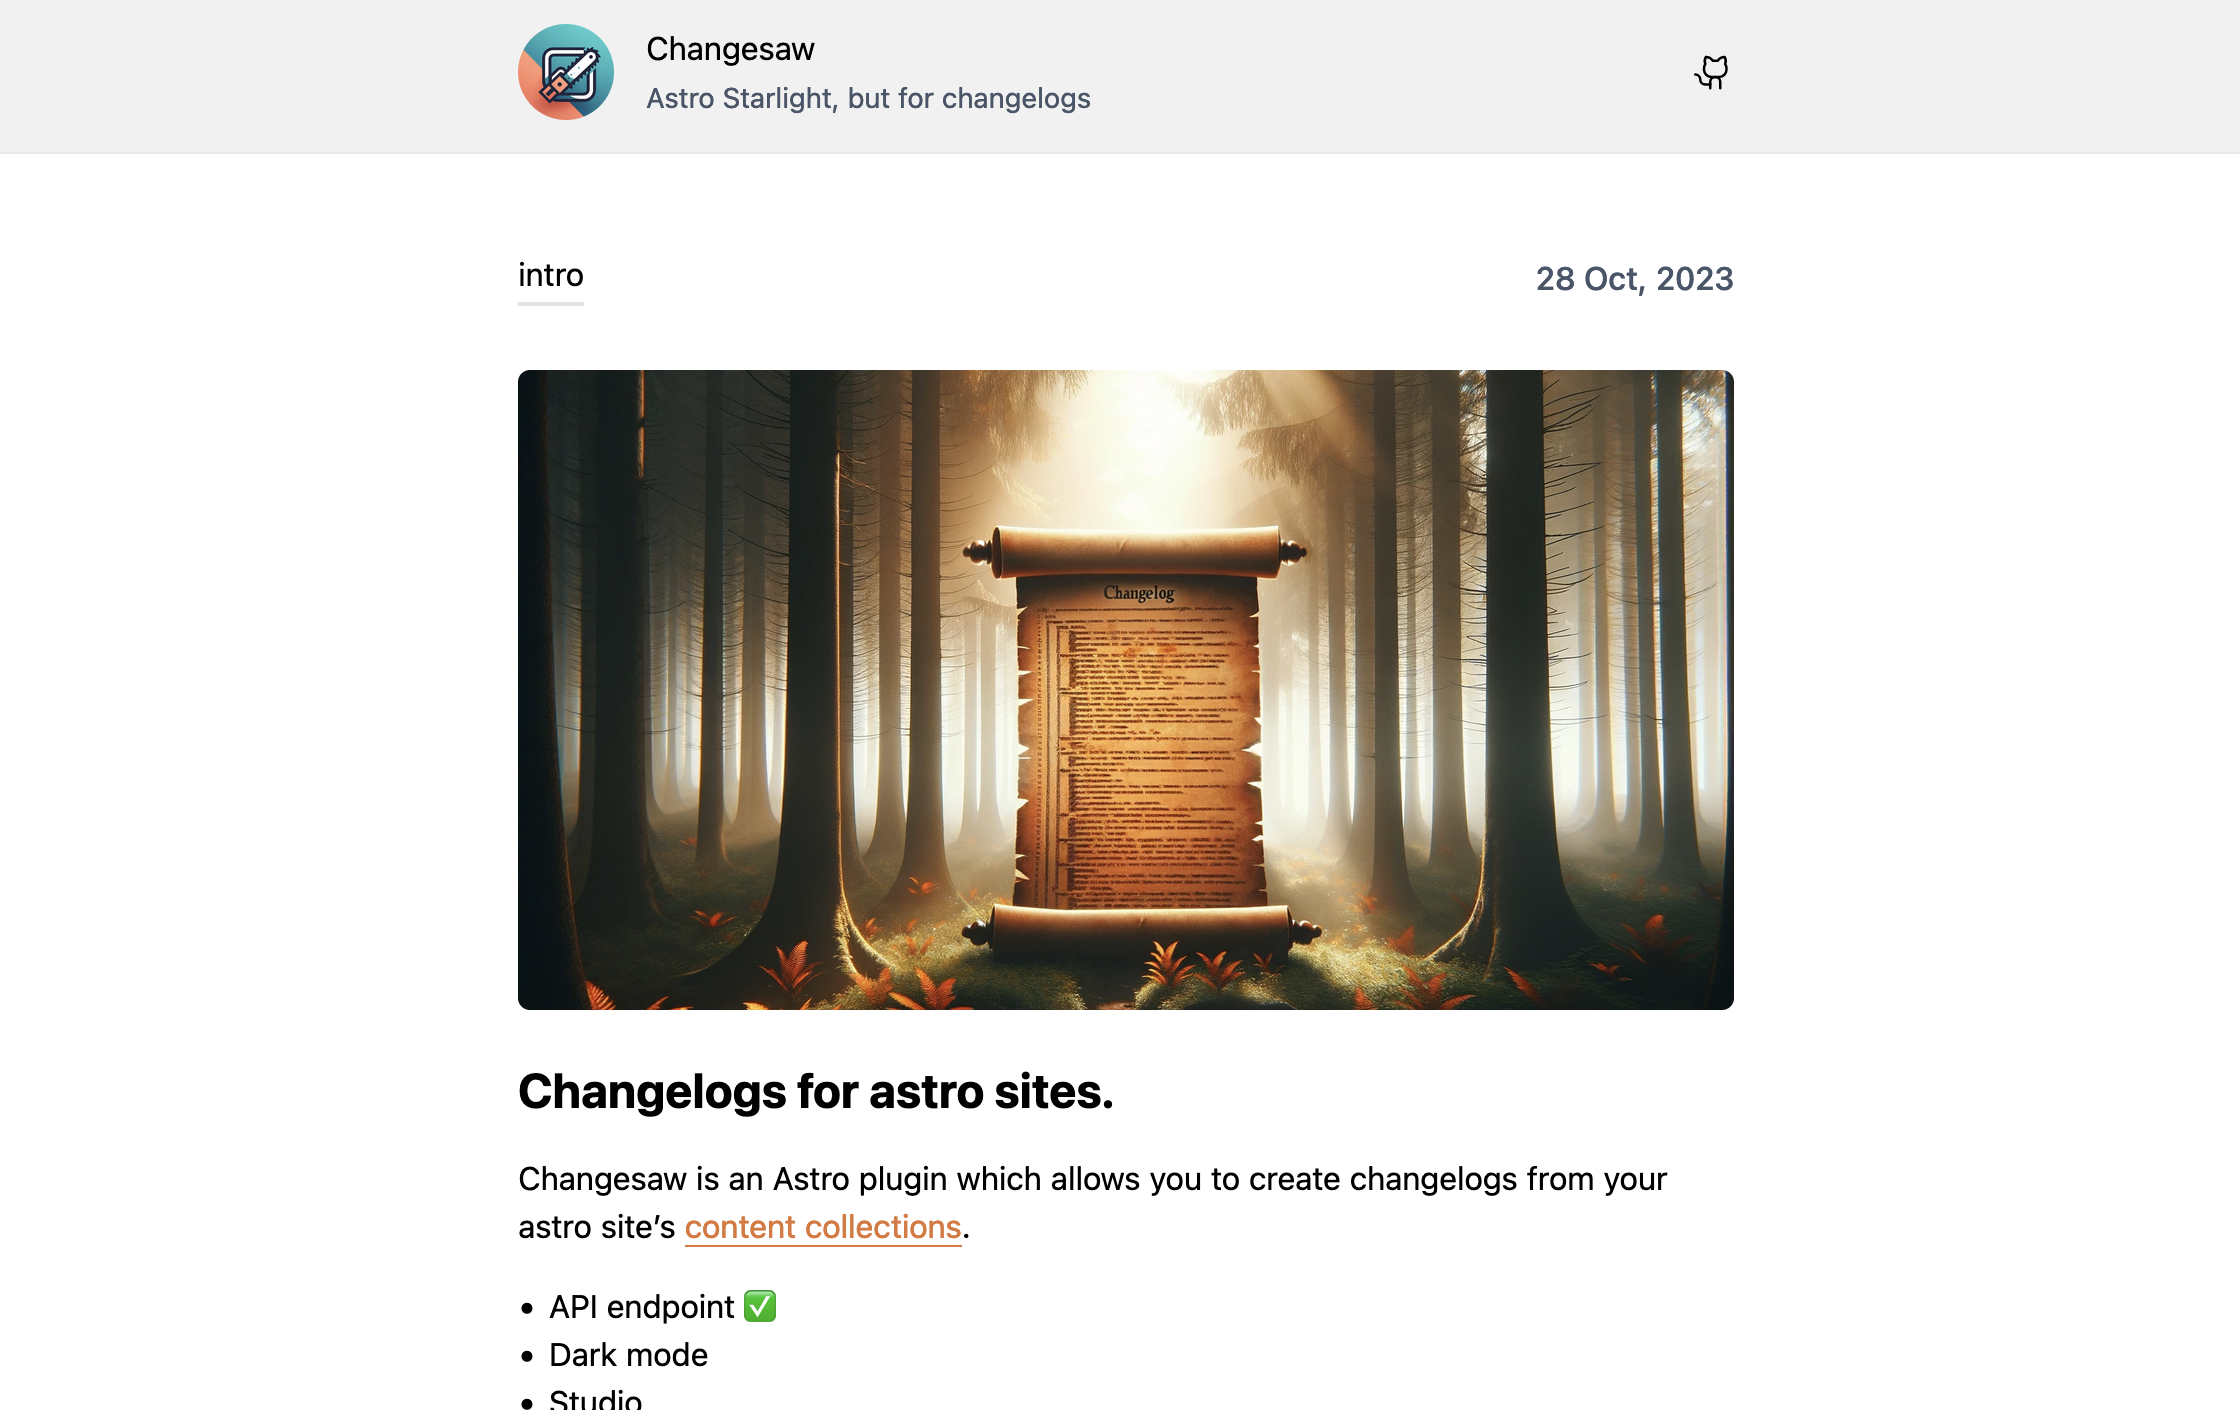 Changesaw
Astro Starlight, but for changelogs
intro
28 Oct, 2023
Changelog
Changelogs for astro sites.
Changesaw is an Astro plugin which allows you to create changelogs from your
astro site’s content collections.
• API endpoint ✅
• Dark mode
• Studio